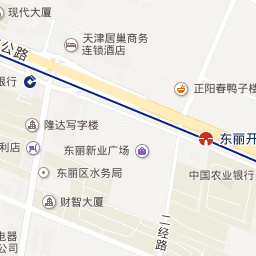 现代大厦
天津居巢商务
连锁酒店
公路
银行
正阳春鸭子楼
隆达写字楼
东丽开
利店
东丽新业广场
东丽区水务局
中国农业银行
财智大厦
二经路
电器
公司